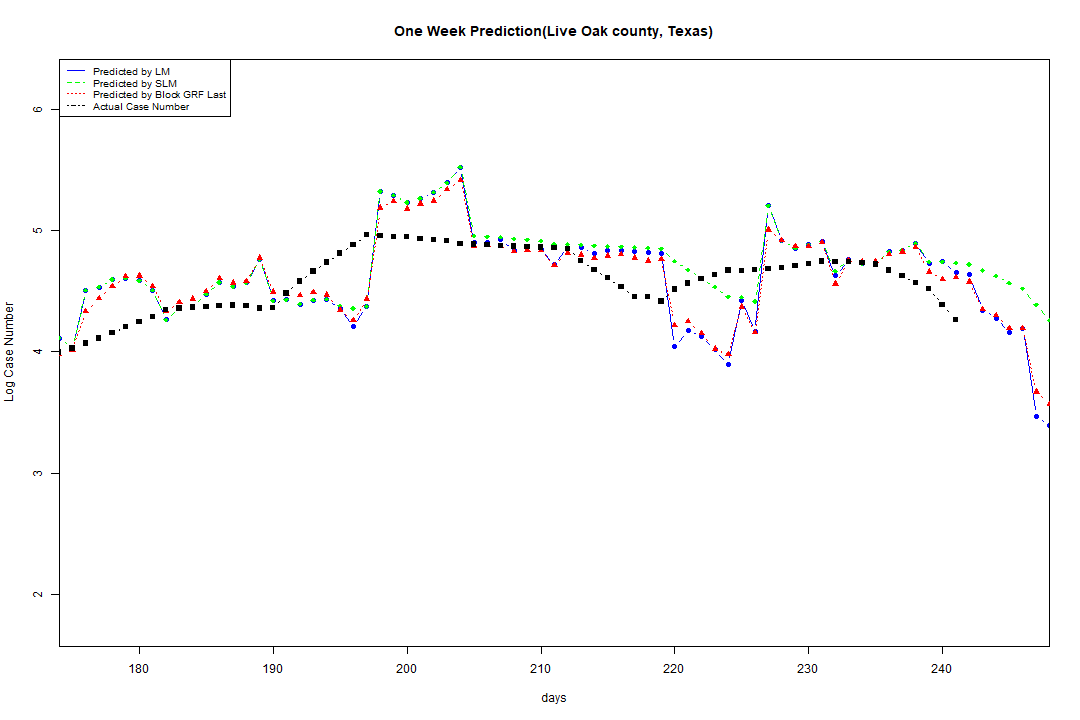 One Week Prediction(Live Oak county, Texas)
Predicted by LM
Predicted by SLM
Predicted by Block GRF Last
Actual Case Number
6
5
4
3
2
Log Case Number
180 190 200 210 220 230 240
days